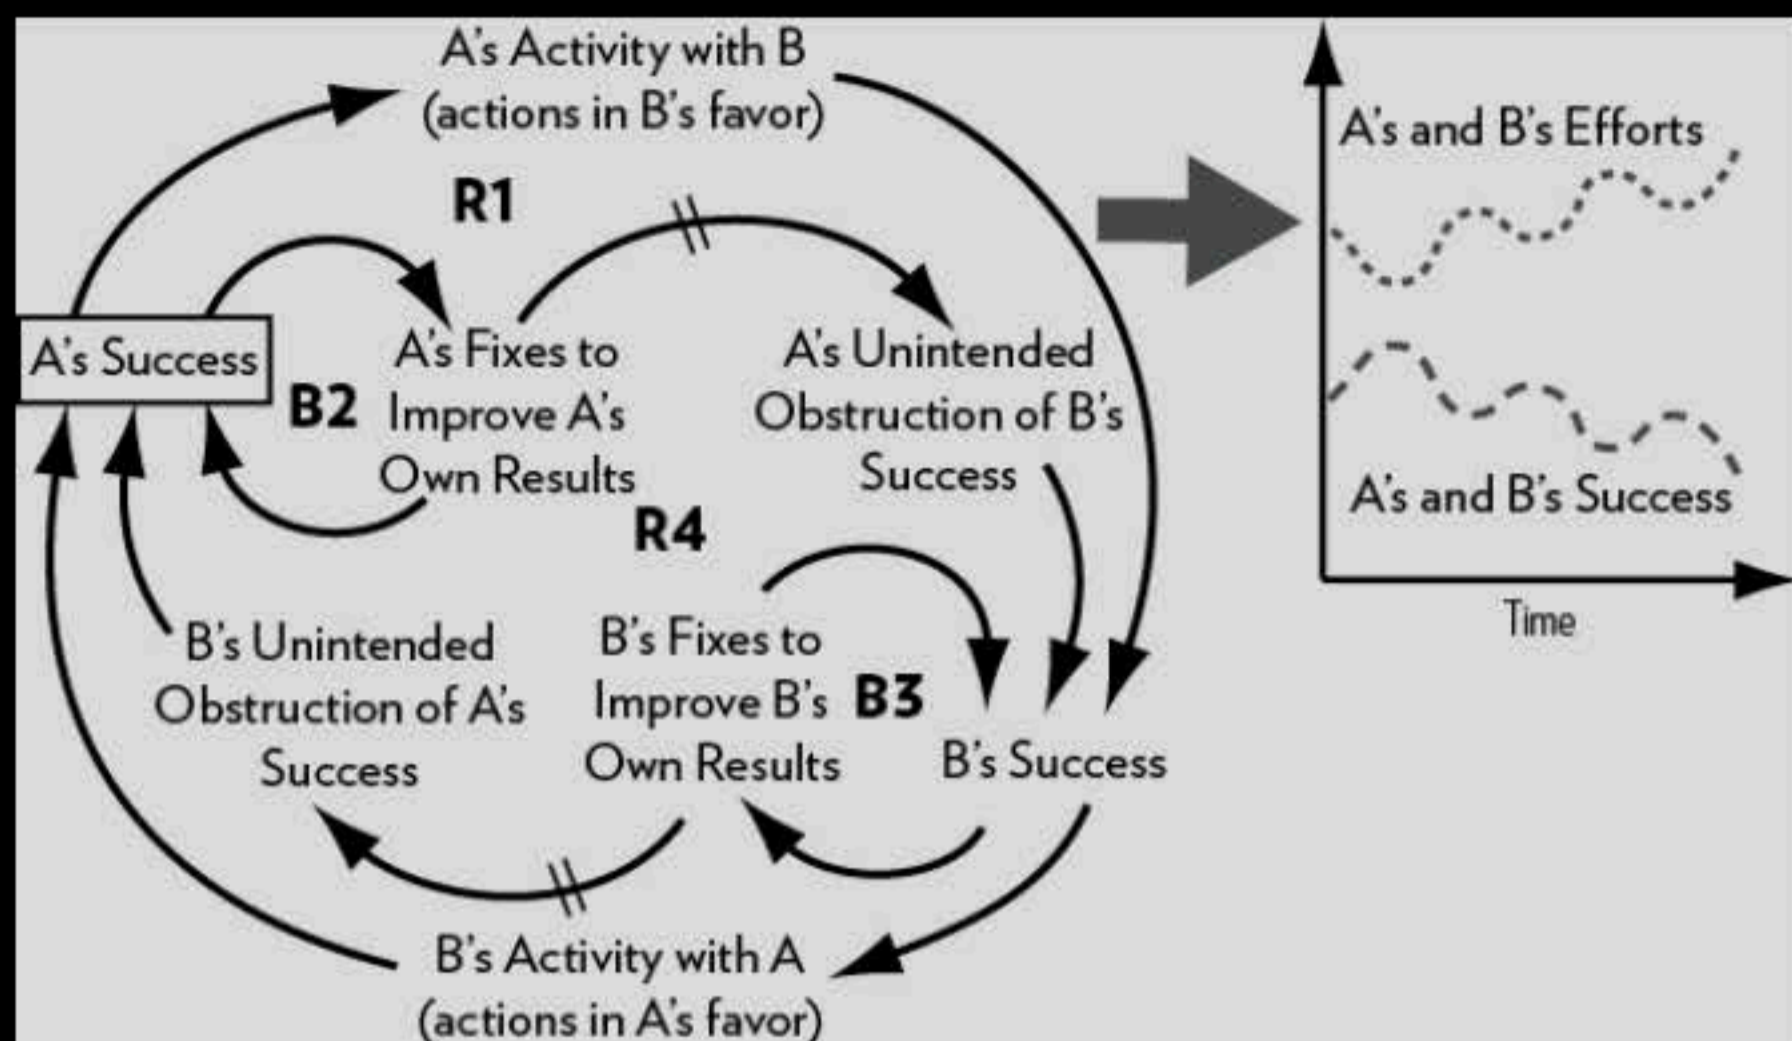 A's Activity with B
(actions in B's favor)
R1
A's Success
B2
A's Fixes to
Improve A's
Own Results
A's Unintended
Obstruction of B's
Success
R4
B's Unintended
Obstruction of A's
Success
B's Fixes to
Improve B's
Own Results
B3
B's Success
B's Activity with A
(actions in A's favor)
A's and B's Efforts
A's and B's Success
Time